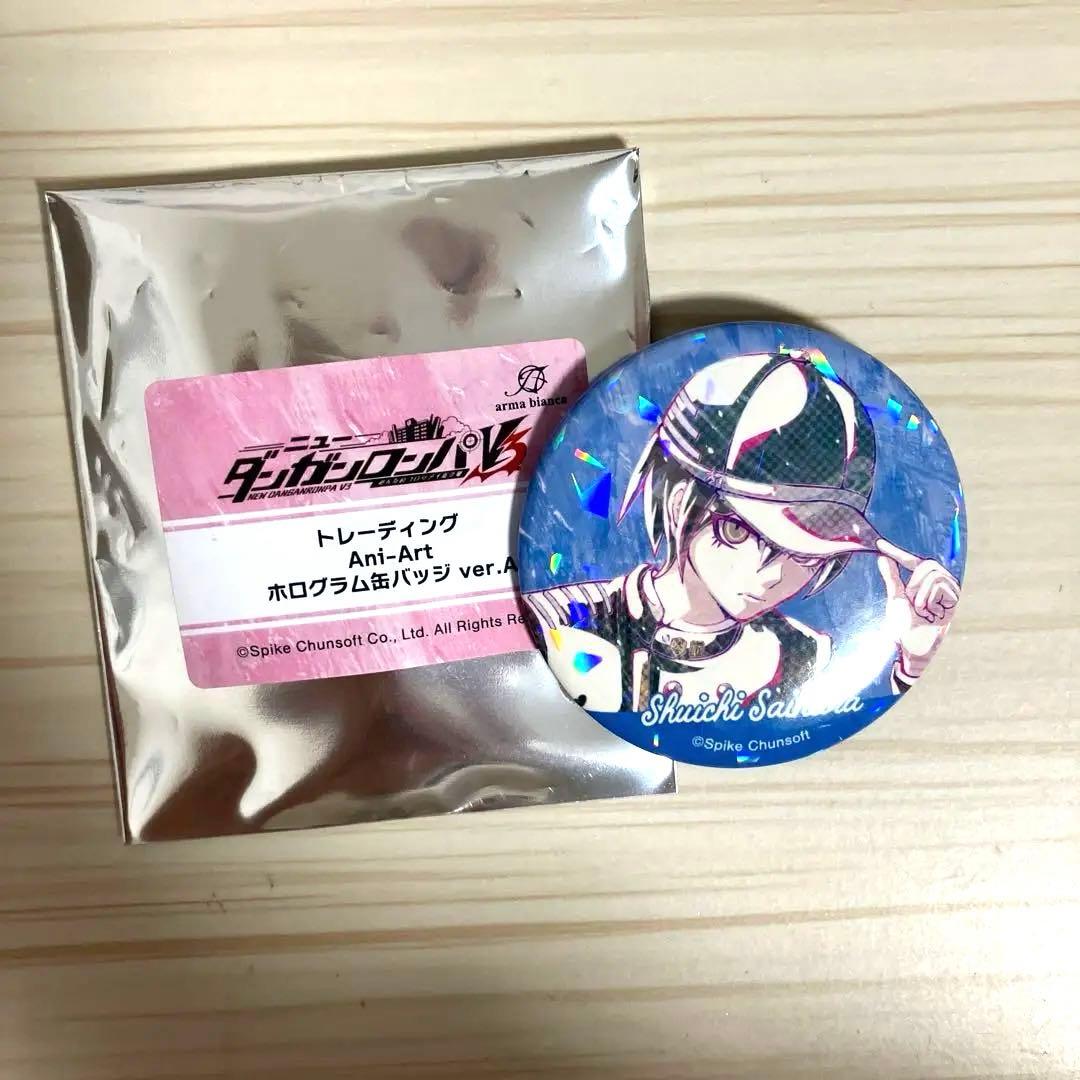 arma bianca
ニュー
ダンガンロンパV3
NEW DANGANRONPA V3
トレーディング
Ani-Art
ホログラム缶バッジ ver.A
©Spike Chunsoft Co., Ltd. All Rights Re
Shuichi Saihara
©Spike Chunsoft